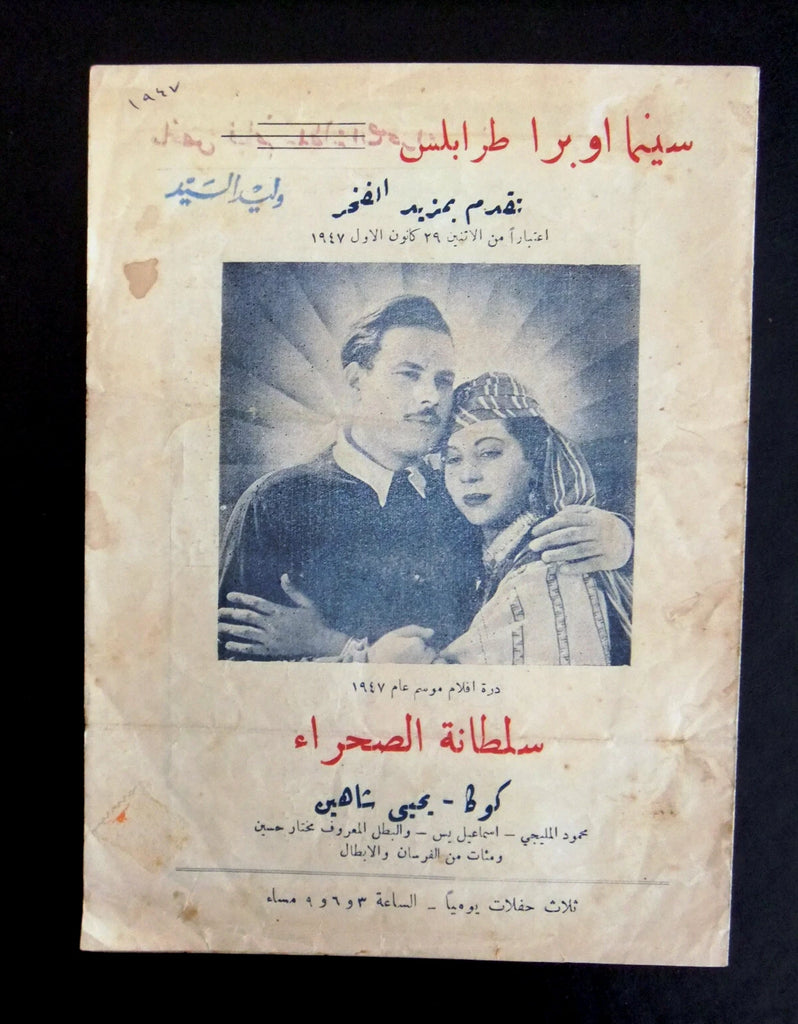 ١٩٤٧
سينما اوبرا طرابلس
وليد السيّد
تقدم بمزيد الفخر
اعتباراً من الاثنين ٢٩ كانون الاول ١٩٤٧
درة افلام موسم عام ١٩٤٧
سلطانة الصحراء
كوكا - يحيى شاهين
محمود المليجي - اسماعيل يس - والبطل المعروف مختار حسين
ومئات من الفرسان والابطال
ثلاث حفلات يومياً - الساعة ٣ و ٦ و ٩ مساء